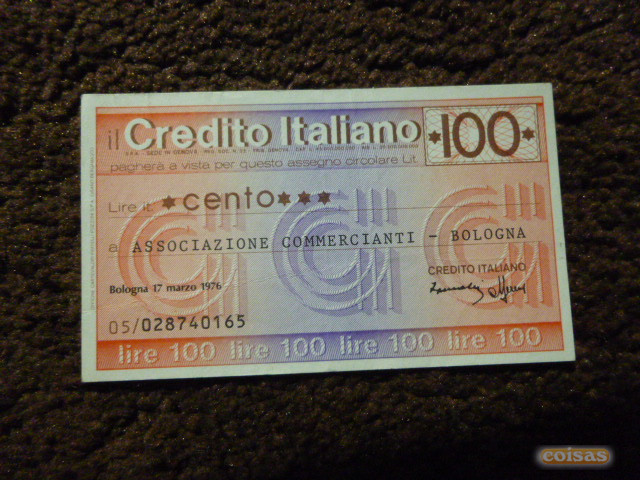 il Credito Italiano *100*
pagherà a vista per questo assegno circolare Lit.
Lire it. *cento***
a ASSOCIAZIONE COMMERCIANTI - BOLOGNA
CREDITO ITALIANO
Bologna 17 marzo 1976
05/028740165
lire 100 lire 100 lire 100 lire 100
coisas